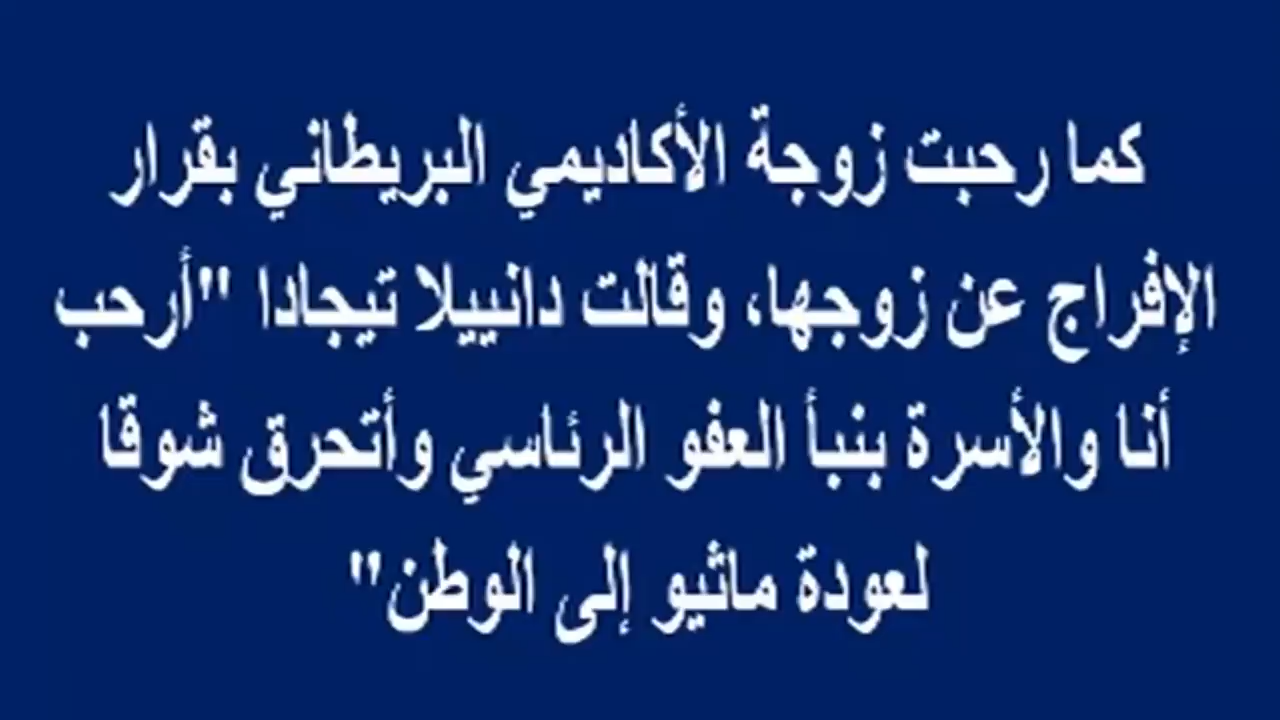 كما رحبت زوجة الأكاديمي البريطاني بقرار
الإفراج عن زوجها، وقالت دانييلا تيجادا "أرحب
أنا والأسرة بنبأ العفو الرئاسي وأتحرق شوقا
لعودة ماثيو إلى الوطن"